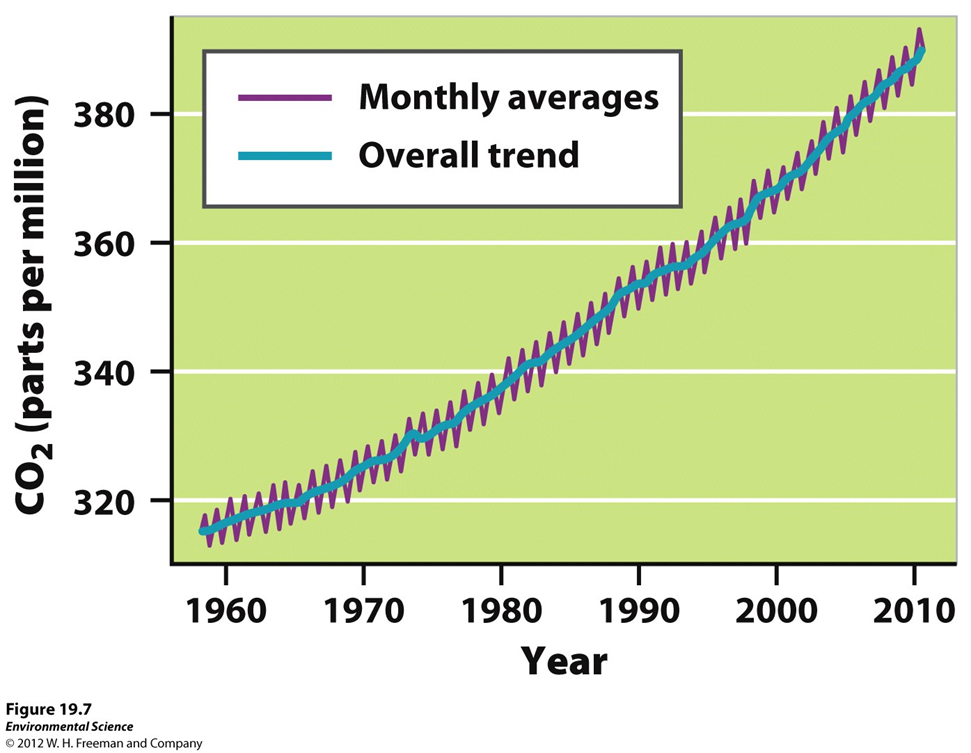 Monthly averages
Overall trend
CO₂ (parts per million)
380
360
340
320
1960 1970 1980 1990 2000 2010
Year
Figure 19.7
Environmental Science
© 2012 W. H. Freeman and Company